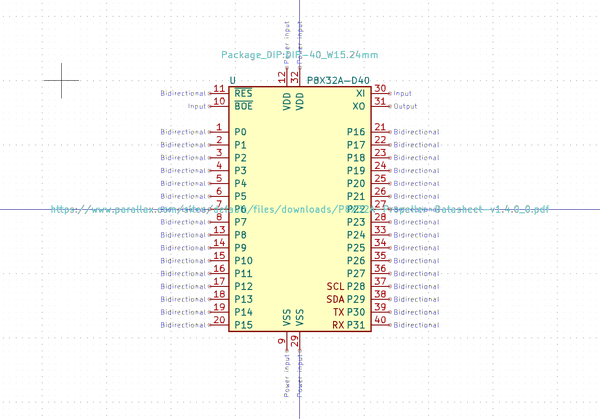 Power input Power input
Package_DIP:DIP-40_W15.24mm
U P8X32A-D40
12 32
VDD VDD
Bidirectional 11 RES XI 30 Input
Input 10 BOE XO 31 Output
Bidirectional 1 P0 P16 21 Bidirectional
Bidirectional 2 P1 P17 22 Bidirectional
Bidirectional 3 P2 P18 23 Bidirectional
Bidirectional 4 P3 P19 24 Bidirectional
Bidirectional 5 P4 P20 25 Bidirectional
Bidirectional 6 P5 P21 26 Bidirectional
7 P6 P22 27
Bidirectional 8 P7 P23 28 Bidirectional
Bidirectional 13 P8 P24 33 Bidirectional
Bidirectional 14 P9 P25 34 Bidirectional
Bidirectional 15 P10 P26 35 Bidirectional
Bidirectional 16 P11 P27 36 Bidirectional
Bidirectional 17 P12 SCL P28 37 Bidirectional
Bidirectional 18 P13 SDA P29 38 Bidirectional
Bidirectional 19 P14 TX P30 39 Bidirectional
Bidirectional 20 P15 RX P31 40 Bidirectional
VSS VSS
9 29
Power input Power input